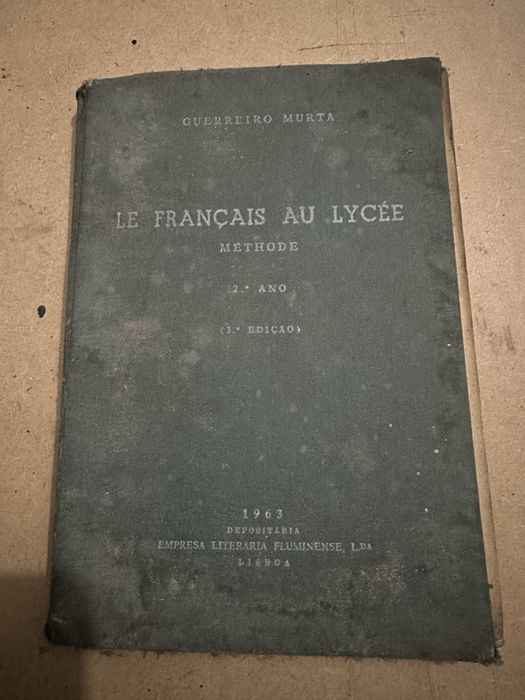 GUERREIRO MURTA
LE FRANÇAIS AU LYCÉE
MÉTHODE
2.º ANO
(3.ª EDIÇÃO)
1963
DEPOSITÁRIA
EMPRESA LITERÁRIA FLUMINENSE, L.DA
LISBOA